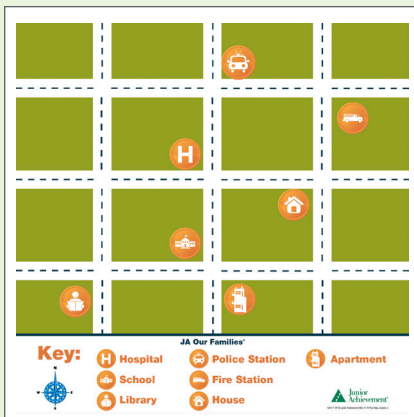 H
JA Our Families®
Key:
H Hospital
Police Station
Apartment
School
Fire Station
Library
House
N
Junior
Achievement®